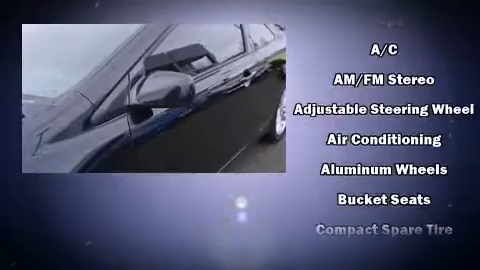 A/C
AM/FM Stereo
Adjustable Steering Wheel
Air Conditioning
Aluminum Wheels
Bucket Seats
Compact Spare Tire